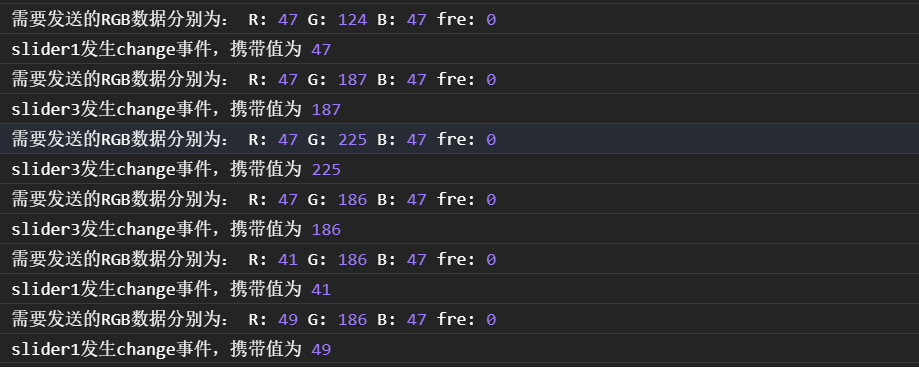 需要发送的RGB数据分别为: R: 47 G: 124 B: 47 fre: 0
slider1发生change事件，携带值为 47
需要发送的RGB数据分别为: R: 47 G: 187 B: 47 fre: 0
slider3发生change事件，携带值为 187
需要发送的RGB数据分别为: R: 47 G: 225 B: 47 fre: 0
slider3发生change事件，携带值为 225
需要发送的RGB数据分别为: R: 47 G: 186 B: 47 fre: 0
slider3发生change事件，携带值为 186
需要发送的RGB数据分别为: R: 41 G: 186 B: 47 fre: 0
slider1发生change事件，携带值为 41
需要发送的RGB数据分别为: R: 49 G: 186 B: 47 fre: 0
slider1发生change事件，携带值为 49